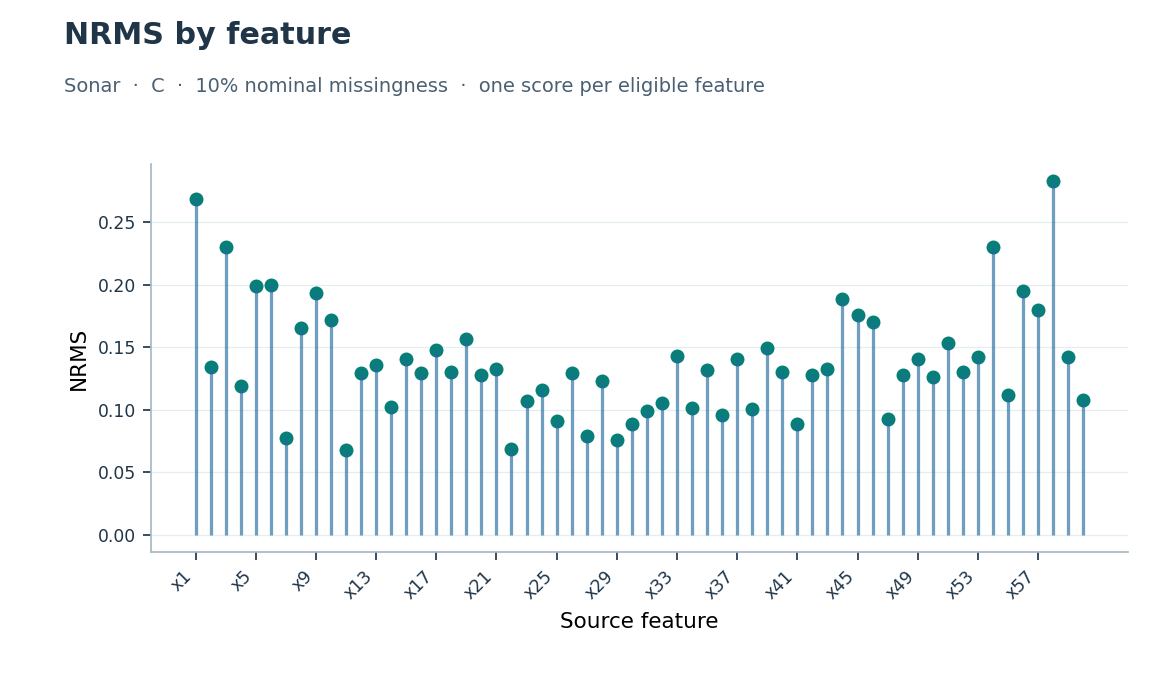 NRMS by feature
Sonar · C · 10% nominal missingness · one score per eligible feature
NRMS
0.25
0.20
0.15
0.10
0.05
0.00
x1 x5 x9 x13 x17 x21 x25 x29 x33 x37 x41 x45 x49 x53 x57
Source feature